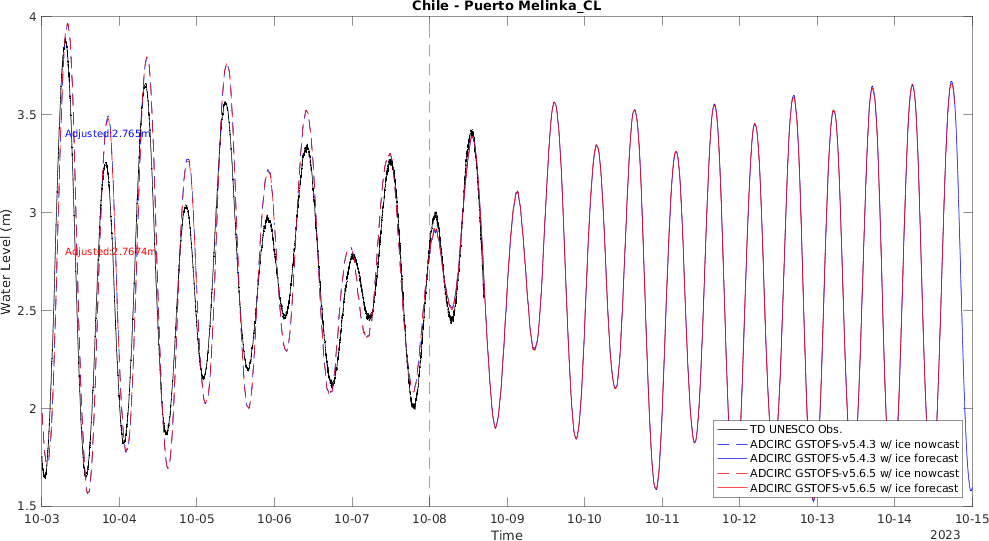 Chile - Puerto Melinka_CL
Water Level (m)
4
3.5
3
2.5
2
1.5
Adjusted:2.765m
Adjusted:2.7674m
TD UNESCO Obs.
ADCIRC GSTOFS-v5.4.3 w/ ice nowcast
ADCIRC GSTOFS-v5.4.3 w/ ice forecast
ADCIRC GSTOFS-v5.6.5 w/ ice nowcast
ADCIRC GSTOFS-v5.6.5 w/ ice forecast
10-03 10-04 10-05 10-06 10-07 10-08 10-09 10-10 10-11 10-12 10-13 10-14 10-15
Time
2023